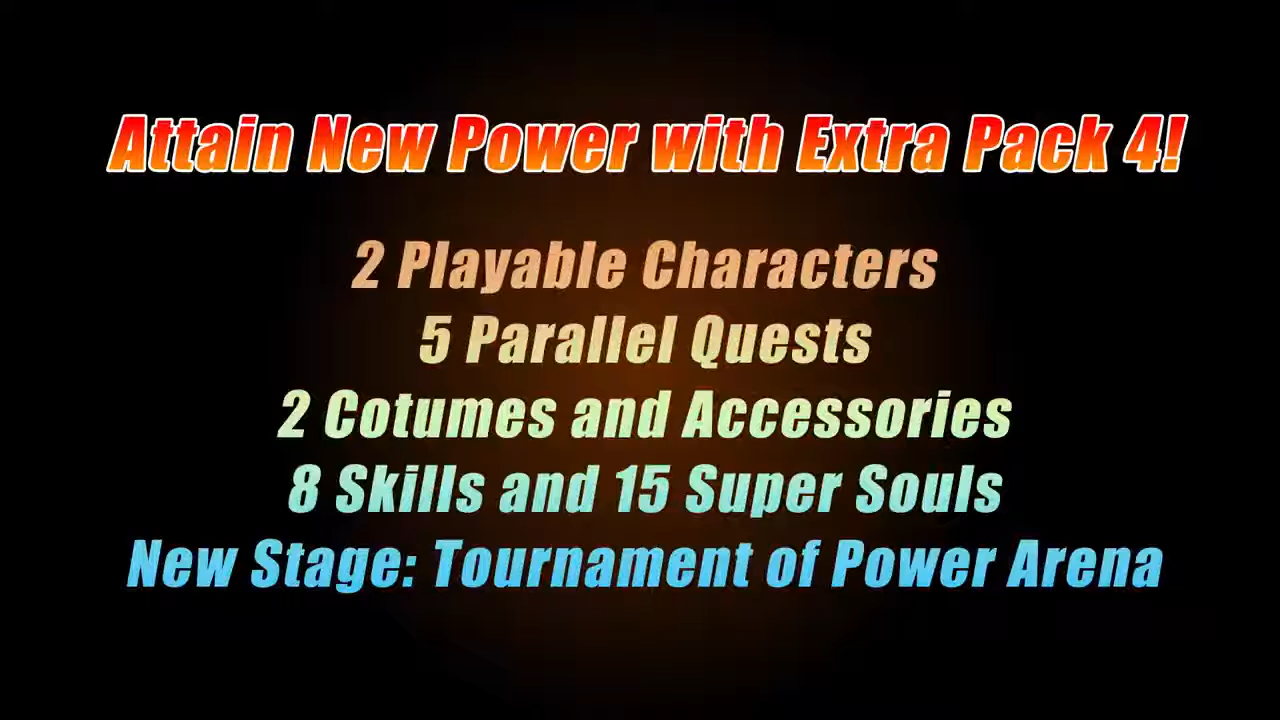 Attain New Power with Extra Pack 4!
2 Playable Characters
5 Parallel Quests
2 Cotumes and Accessories
8 Skills and 15 Super Souls
New Stage: Tournament of Power Arena